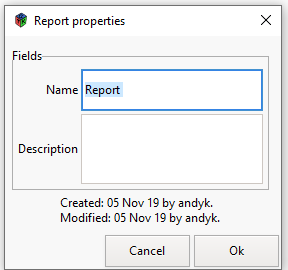 Report properties
Fields
Name Report
Description
Created: 05 Nov 19 by andyk.
Modified: 05 Nov 19 by andyk.
Cancel Ok